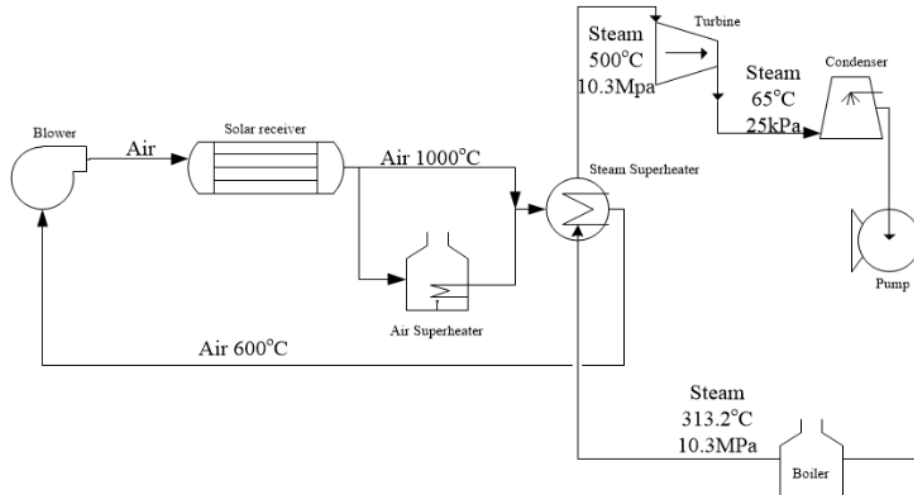 Turbine
Steam
500°C
10.3Mpa
Condenser
Steam
65°C
25kPa
Blower
Solar receiver
Air
Air 1000°C
Steam Superheater
Pump
Air Superheater
Air 600°C
Steam
313.2°C
10.3MPa
Boiler